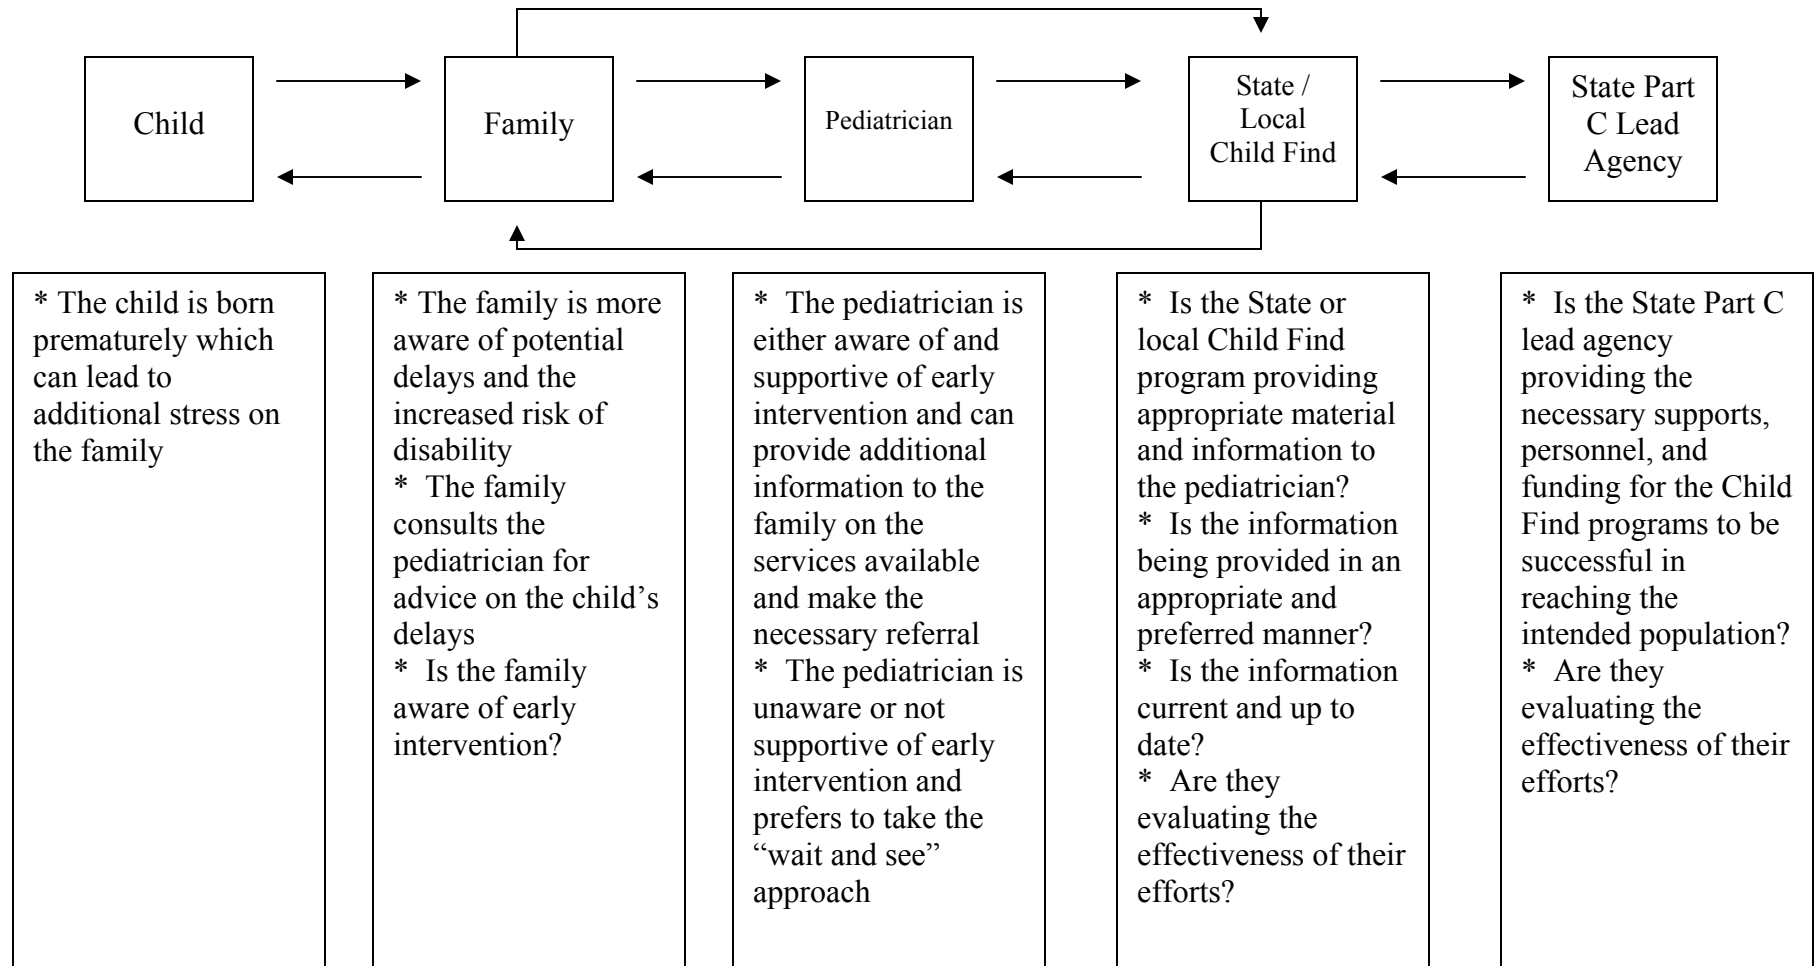 Child
Family
Pediatrician
State /
Local
Child Find
State Part
C Lead
Agency
* The child is born
prematurely which
can lead to
additional stress on
the family
* The family is more
aware of potential
delays and the
increased risk of
disability
* The family
consults the
pediatrician for
advice on the child’s
delays
* Is the family
aware of early
intervention?
* The pediatrician is
either aware of and
supportive of early
intervention and can
provide additional
information to the
family on the
services available
and make the
necessary referral
* The pediatrician is
unaware or not
supportive of early
intervention and
prefers to take the
“wait and see”
approach
* Is the State or
local Child Find
program providing
appropriate material
and information to
the pediatrician?
* Is the information
being provided in an
appropriate and
preferred manner?
* Is the information
current and up to
date?
* Are they
evaluating the
effectiveness of their
efforts?
* Is the State Part C
lead agency
providing the
necessary supports,
personnel, and
funding for the Child
Find programs to be
successful in
reaching the
intended population?
* Are they
evaluating the
effectiveness of their
efforts?